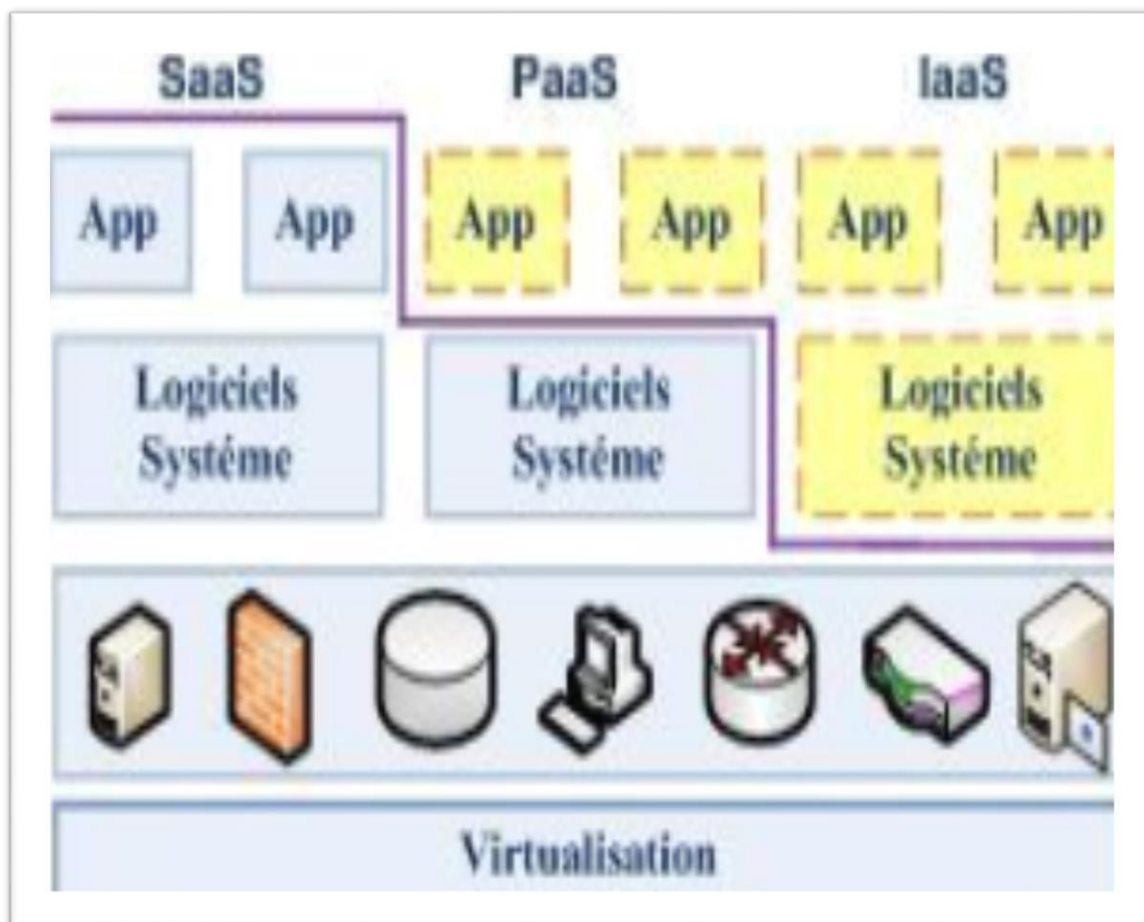 SaaS PaaS IaaS
App App App App App App
Logiciels Logiciels Logiciels
Systéme Systéme Systéme
Virtualisation